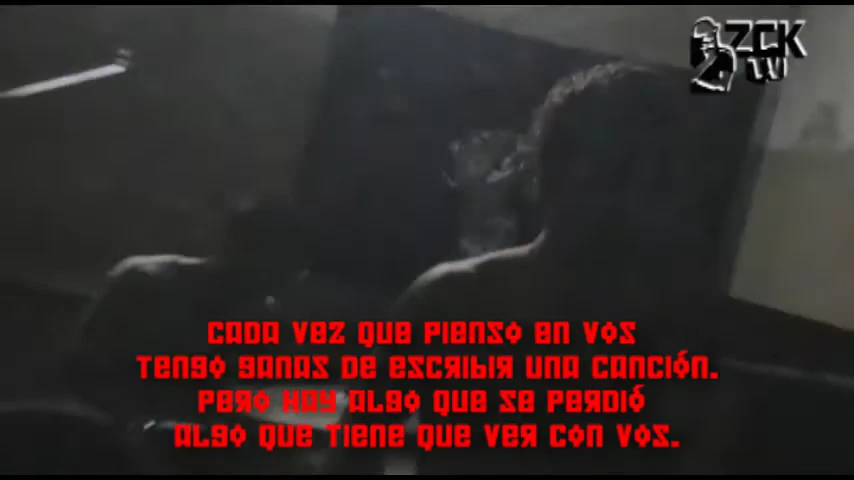 ZCK
TV
CADA VEZ QUE PIENSO EN VOS
TENGO GANAS DE ESCRIBIR UNA CANCIÓN.
PERO HAY ALGO QUE SE PERDIÓ
ALGO QUE TIENE QUE VER CON VOS.